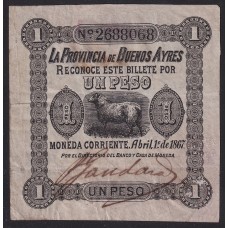 1 Nº 2688068 1
LA PROVINCIA DE BUENOS AYRES
RECONOCE ESTE BILLETE POR
UN PESO
1 1
MONEDA CORRIENTE. Abril, 1º de 1867.
POR EL DIRECTORIO DEL BANCO Y CASA DE MONEDA.
1 UN PESO 1